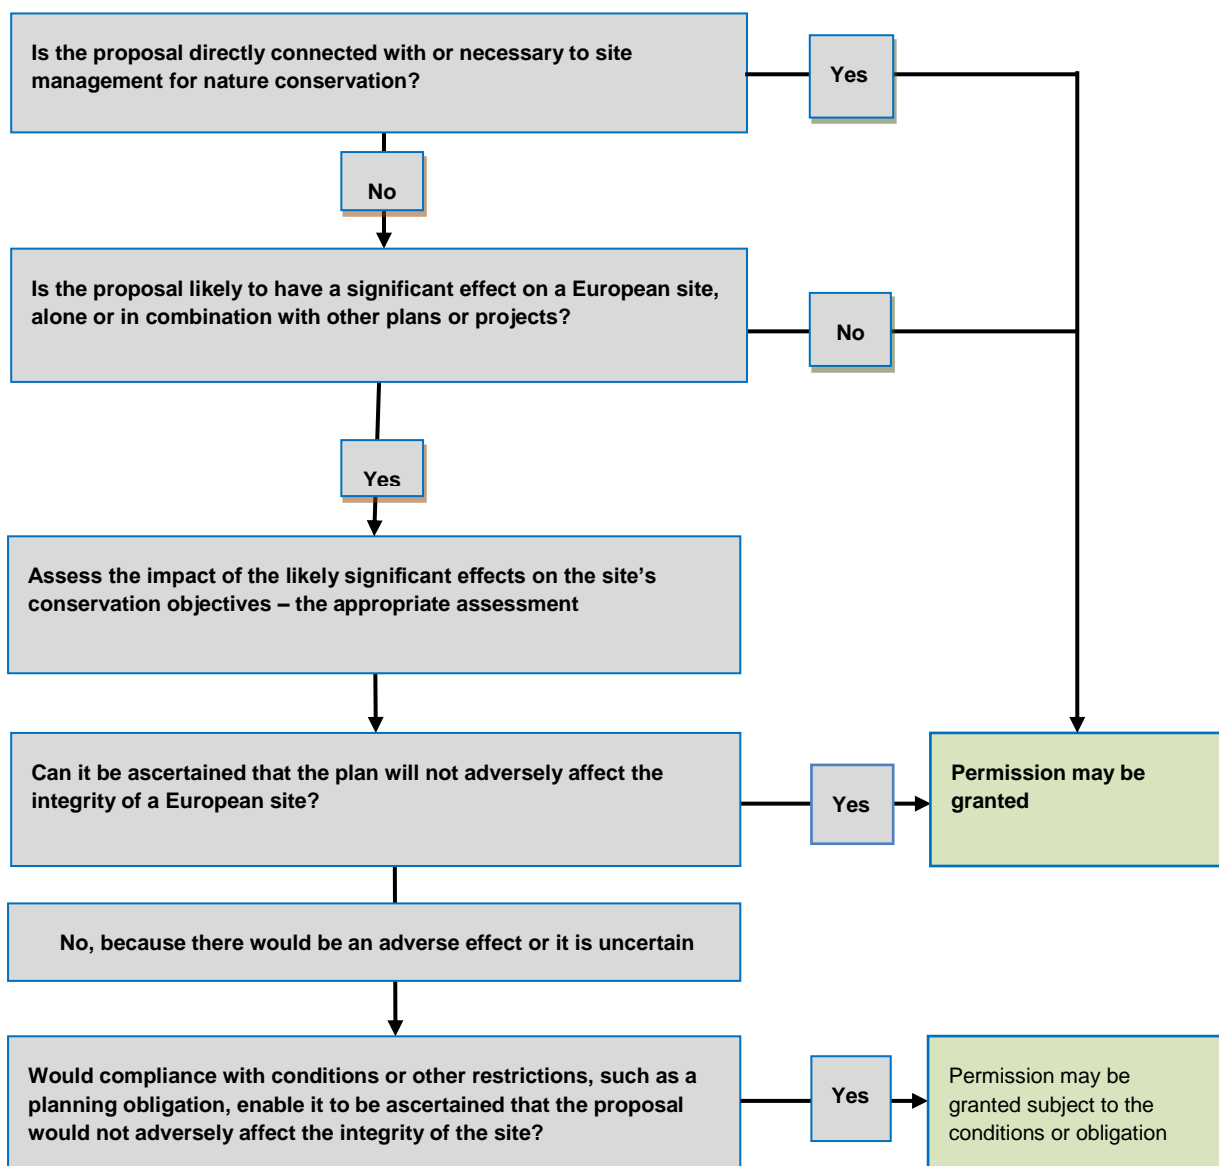 Is the proposal directly connected with or necessary to site
management for nature conservation?
Yes
No
Is the proposal likely to have a significant effect on a European site,
alone or in combination with other plans or projects?
No
Yes
Assess the impact of the likely significant effects on the site’s
conservation objectives – the appropriate assessment
Can it be ascertained that the plan will not adversely affect the
integrity of a European site?
Yes
Permission may be
granted
No, because there would be an adverse effect or it is uncertain
Would compliance with conditions or other restrictions, such as a
planning obligation, enable it to be ascertained that the proposal
would not adversely affect the integrity of the site?
Yes
Permission may be
granted subject to the
conditions or obligation